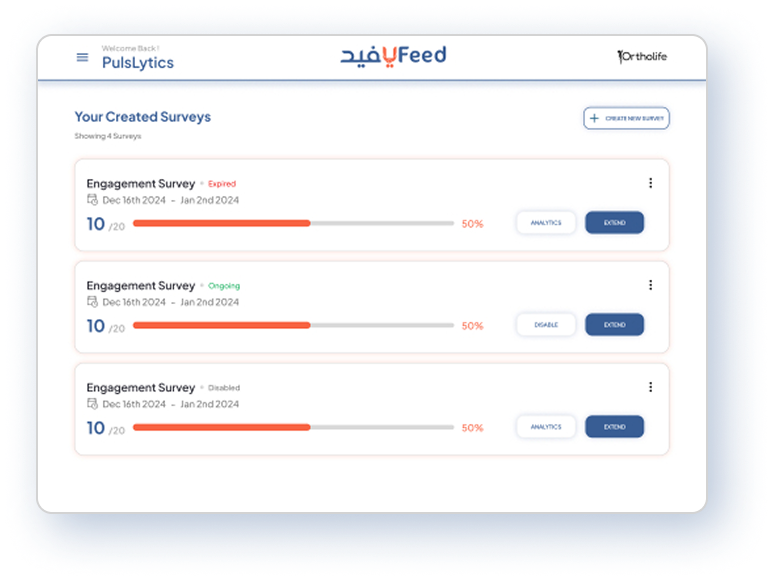 Welcome Back !
PulsLytics
يفيد yFeed
Ortholife
Your Created Surveys
Showing 4 Surveys
CREATE NEW SURVEY
Engagement Survey Expired
Dec 16th 2024 - Jan 2nd 2024
10 /20 50% ANALYTICS EXTEND
Engagement Survey Ongoing
Dec 16th 2024 - Jan 2nd 2024
10 /20 50% DISABLE EXTEND
Engagement Survey Disabled
Dec 16th 2024 - Jan 2nd 2024
10 /20 50% ANALYTICS EXTEND